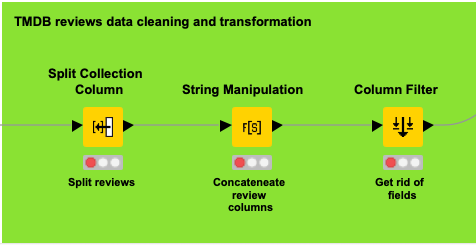 TMDB reviews data cleaning and transformation
Split Collection
Column
String Manipulation
Column Filter
F[S]
Split reviews
Concateneate
review
columns
Get rid of
fields